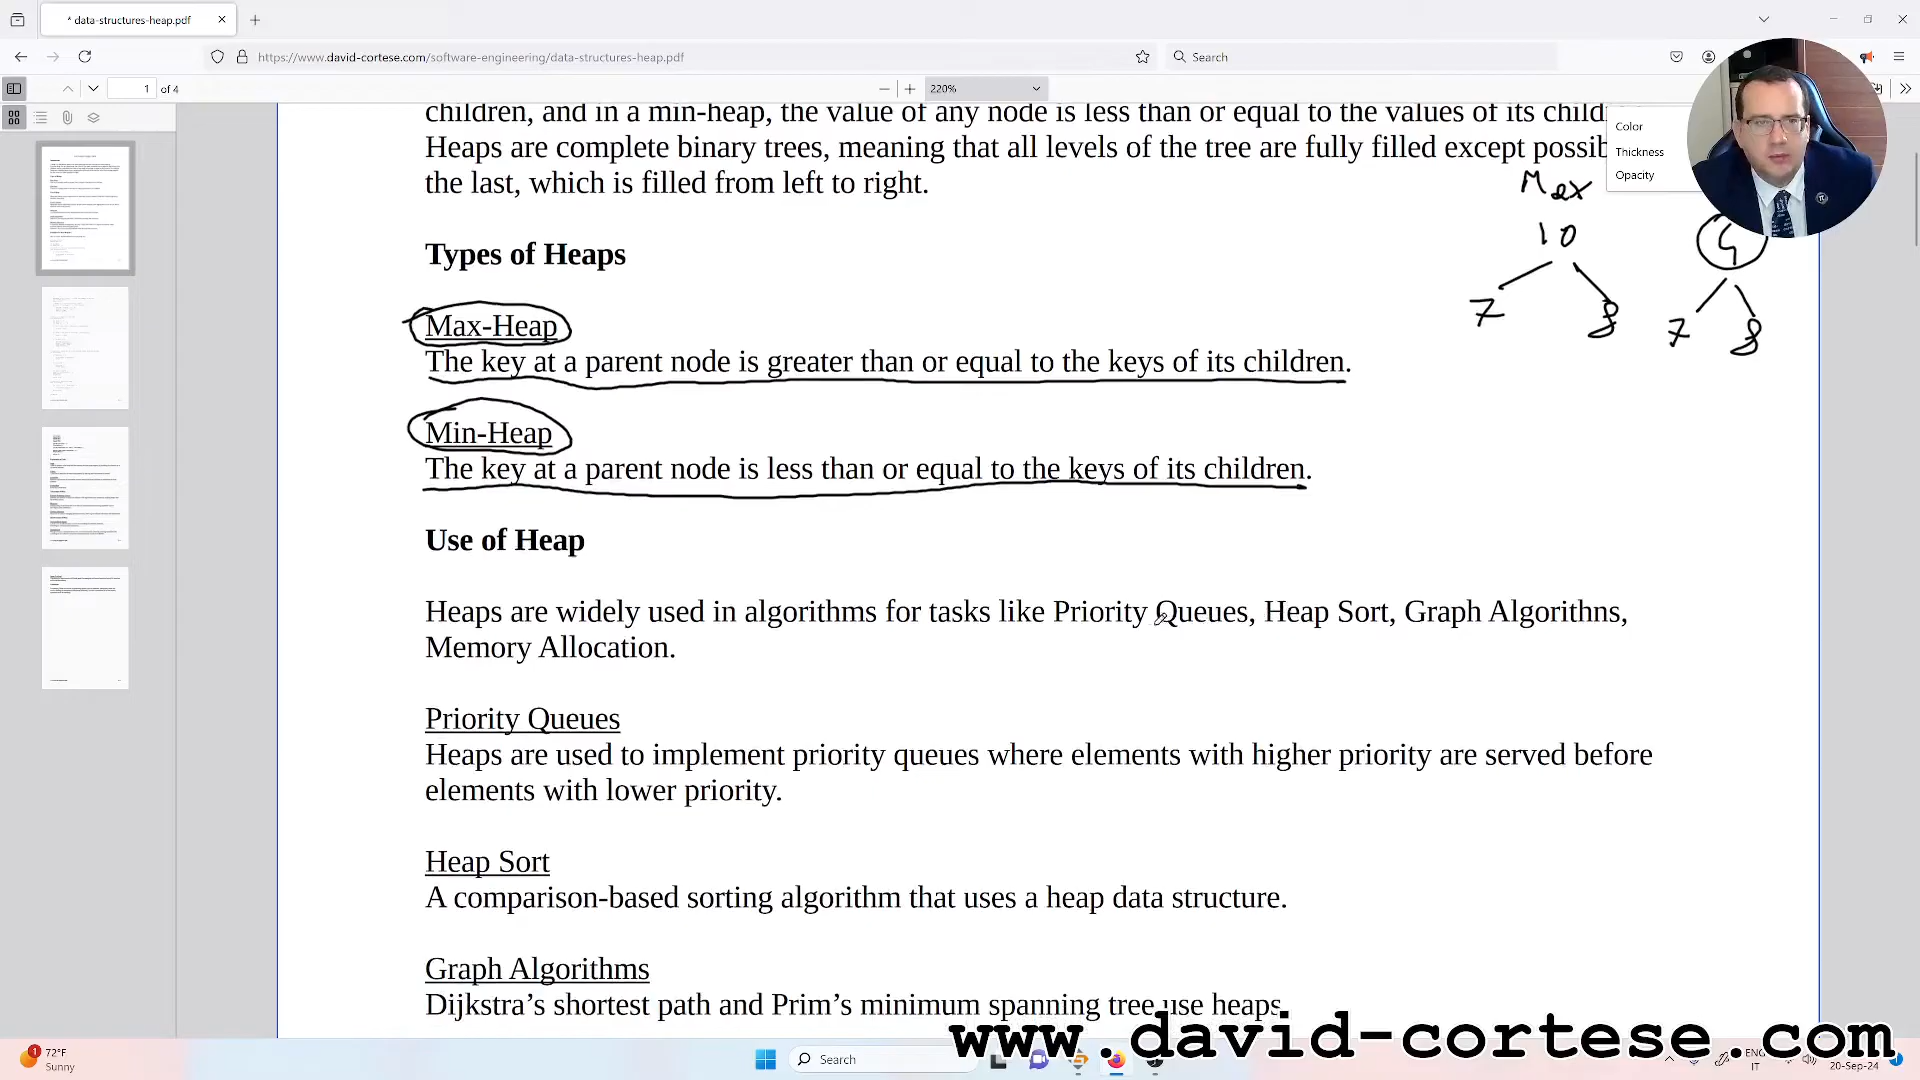 * data-structures-heap.pdf
https://www.david-cortese.com/software-engineering/data-structures-heap.pdf
Search
1 of 4
220%
Color
Thickness
Opacity
children, and in a min-heap, the value of any node is less than or equal to the values of its
Heaps are complete binary trees, meaning that all levels of the tree are fully filled except
the last, which is filled from left to right.
Max
10
7 8
7 8
Types of Heaps
Max-Heap
The key at a parent node is greater than or equal to the keys of its children.
Min-Heap
The key at a parent node is less than or equal to the keys of its children.
Use of Heap
Heaps are widely used in algorithms for tasks like Priority Queues, Heap Sort, Graph Algorithns,
Memory Allocation.
Priority Queues
Heaps are used to implement priority queues where elements with higher priority are served before
elements with lower priority.
Heap Sort
A comparison-based sorting algorithm that uses a heap data structure.
Graph Algorithms
Dijkstra's shortest path and Prim's minimum spanning tree use heaps
www.david-cortese.com
1
72°F
Sunny
Search
ENG
IT
20-Sep-24